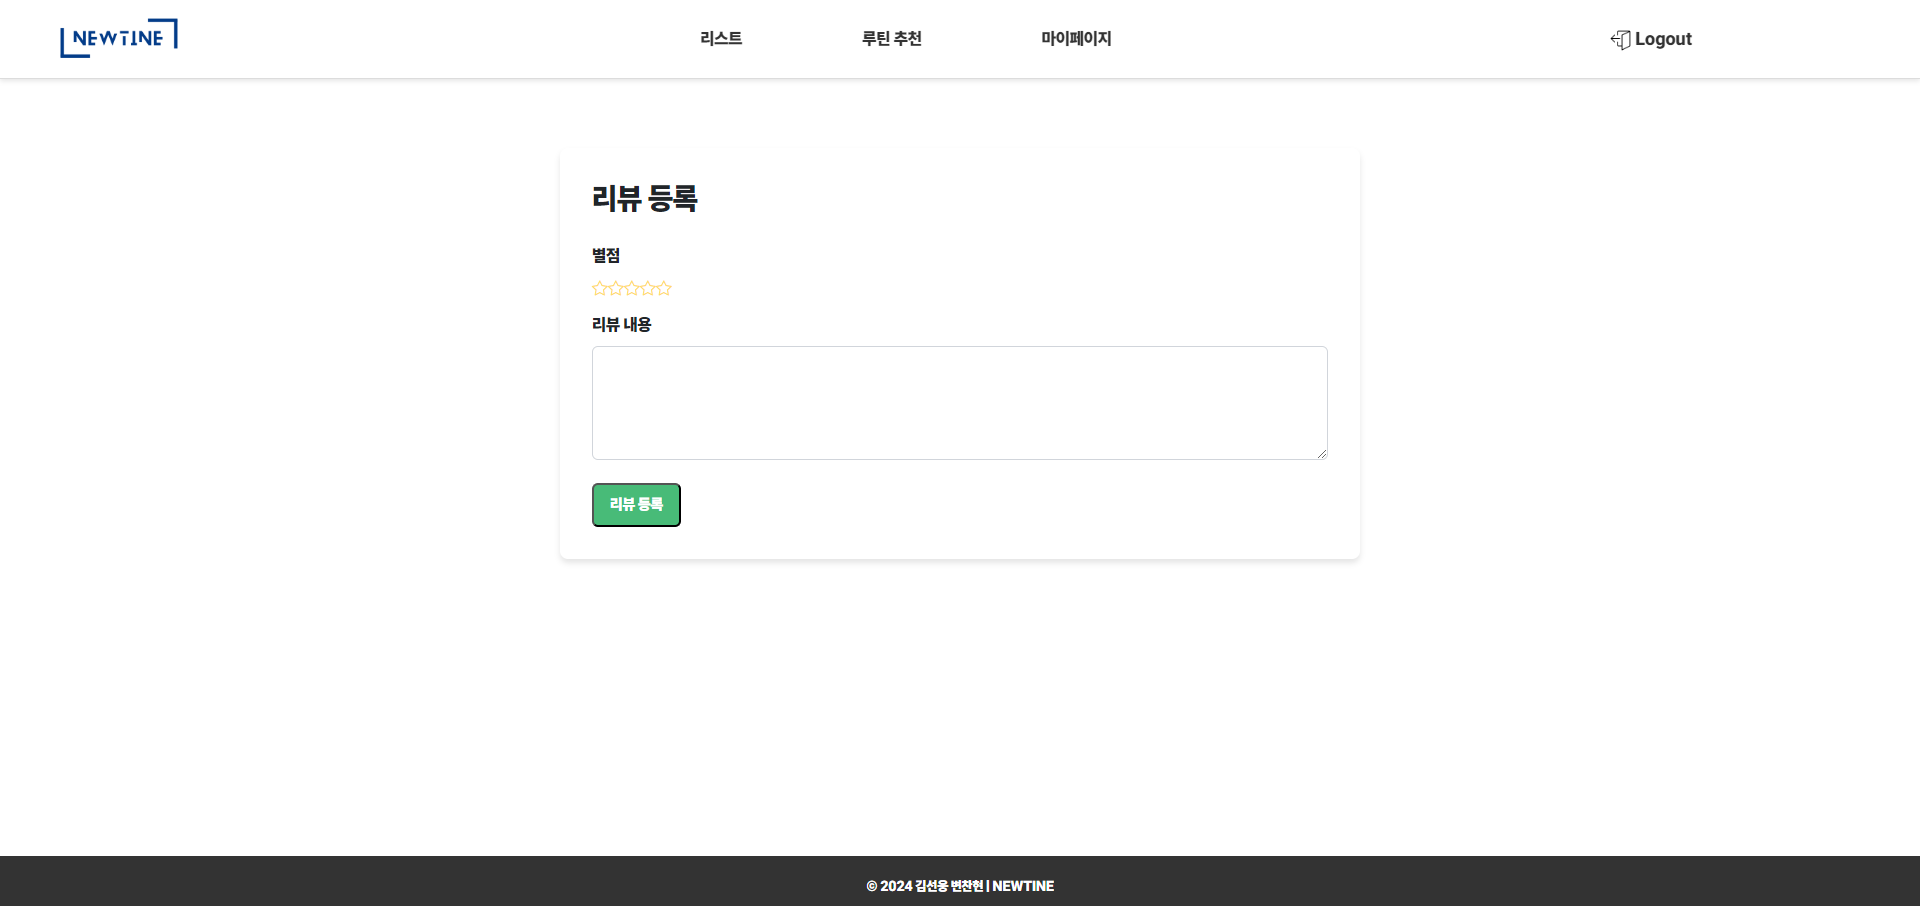 NEWTINE
리스트
루틴 추천
마이페이지
Logout
리뷰 등록
별점
리뷰 내용
리뷰 등록
© 2024 김선웅 변찬현 | NEWTINE